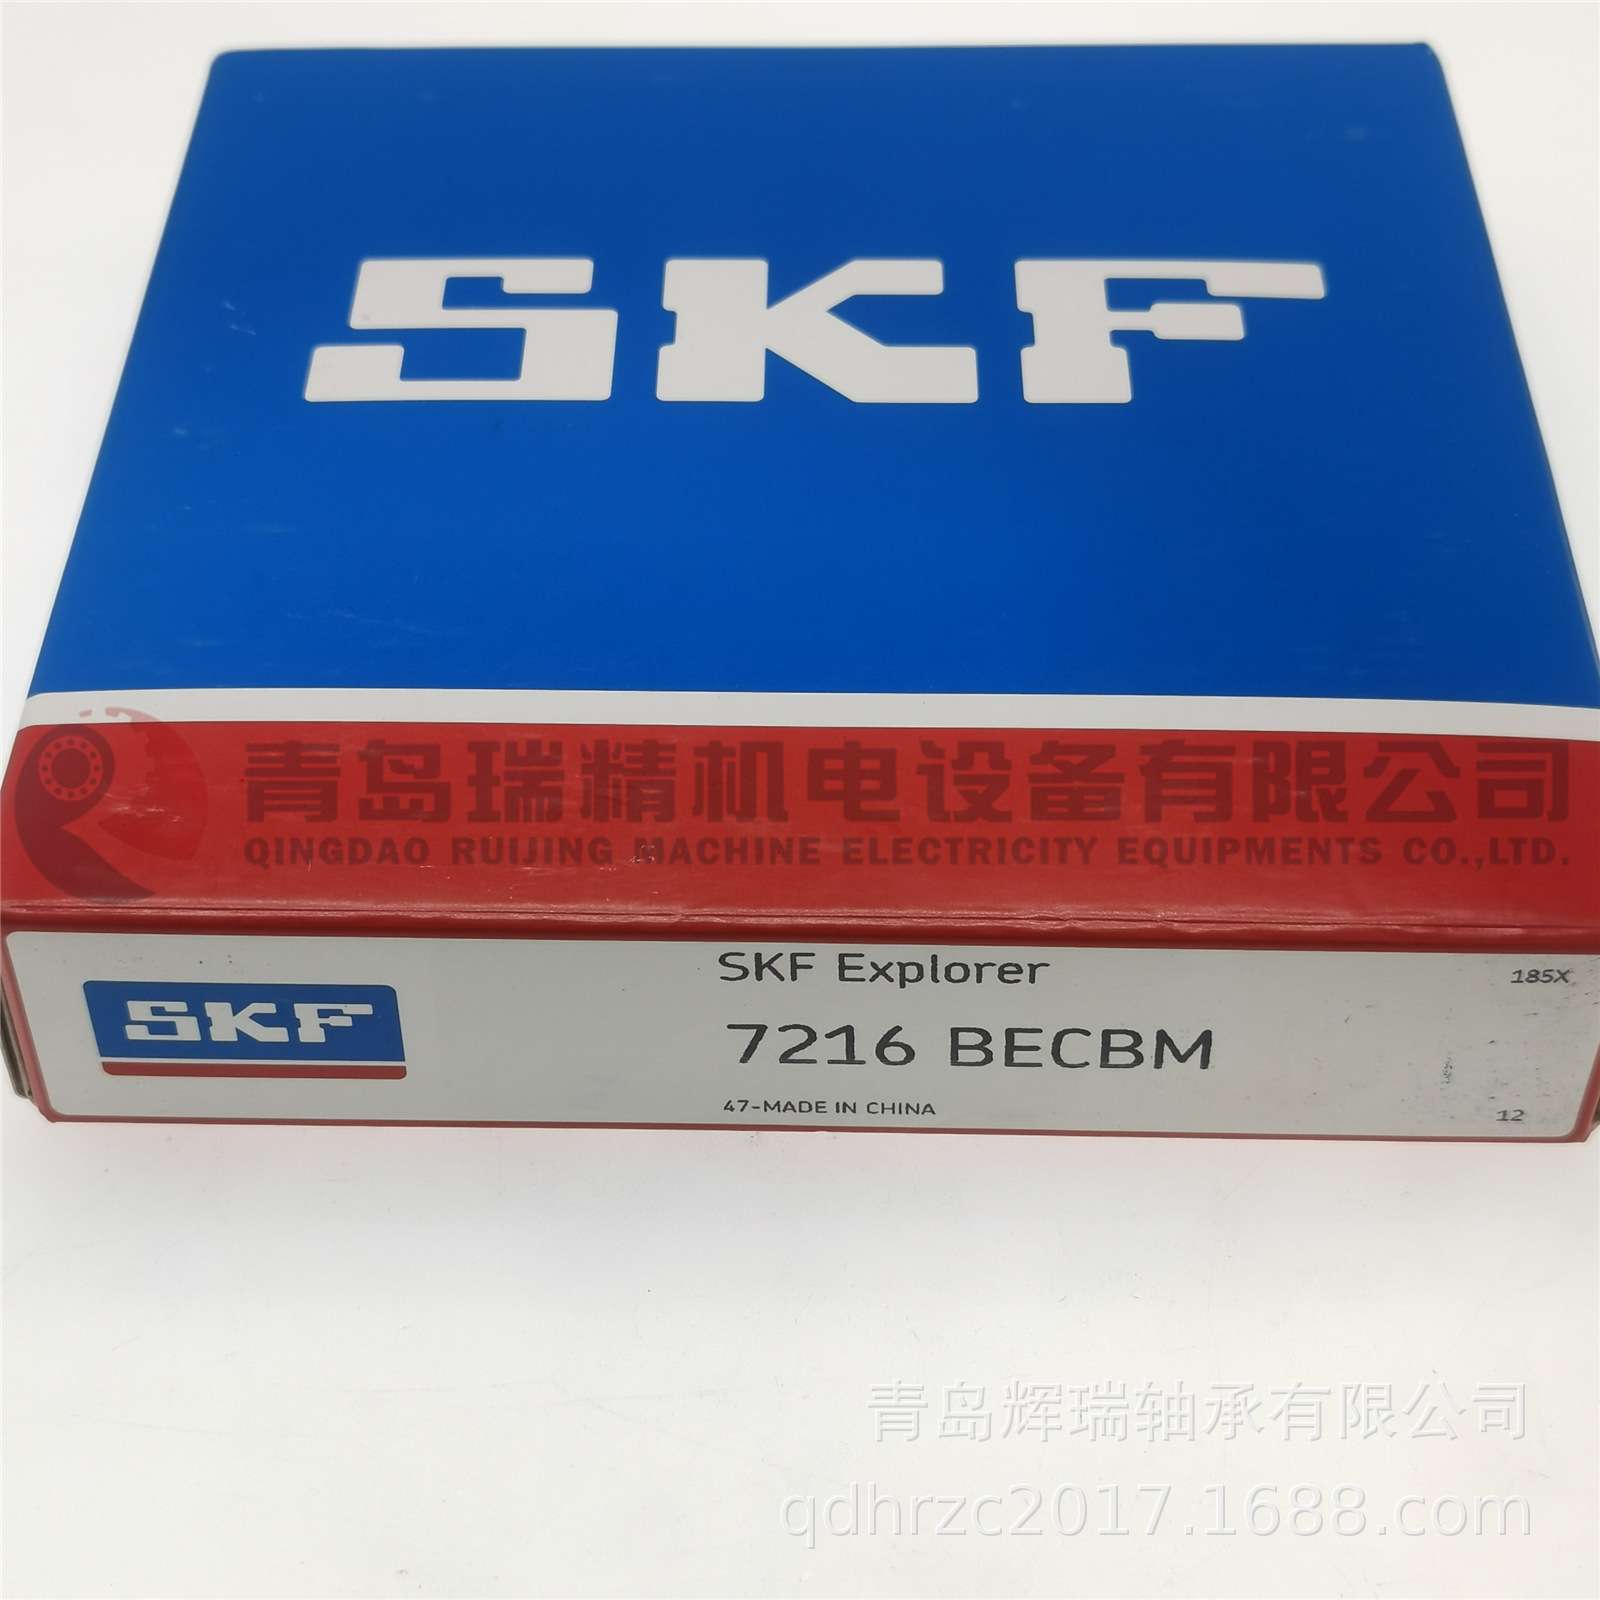 SKF
青岛瑞精机电设备有限公司
QINGDAO RUIJING MACHINE ELECTRICITY EQUIPMENTS CO.,LTD.
SKF
SKF Explorer
185X
7216 BECBM
47-MADE IN CHINA
12
青岛辉瑞轴承有限公司
qdhrzc2017.1688.com